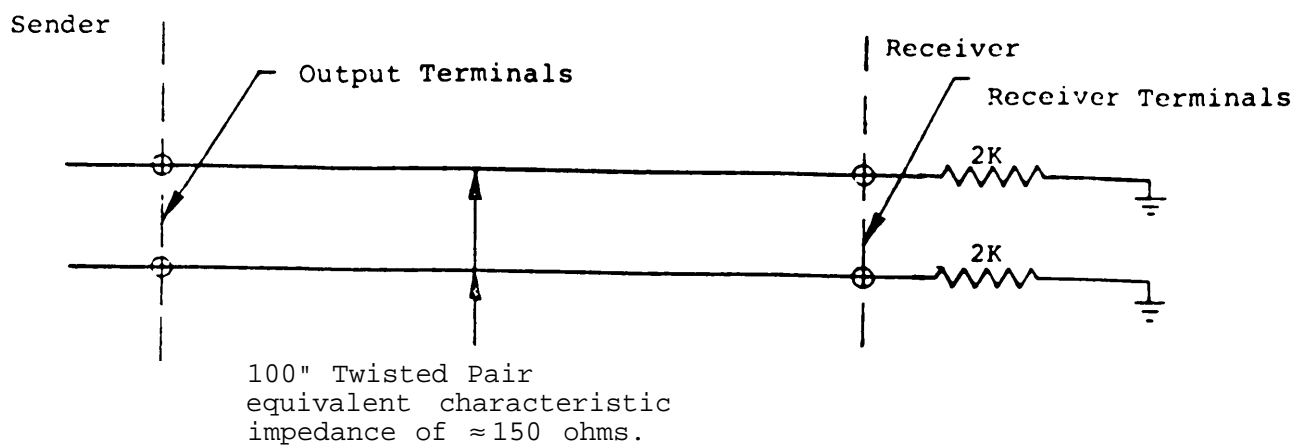 Sender
Output Terminals
Receiver
Receiver Terminals
2K
2K
100" Twisted Pair
equivalent characteristic
impedance of ≈150 ohms.